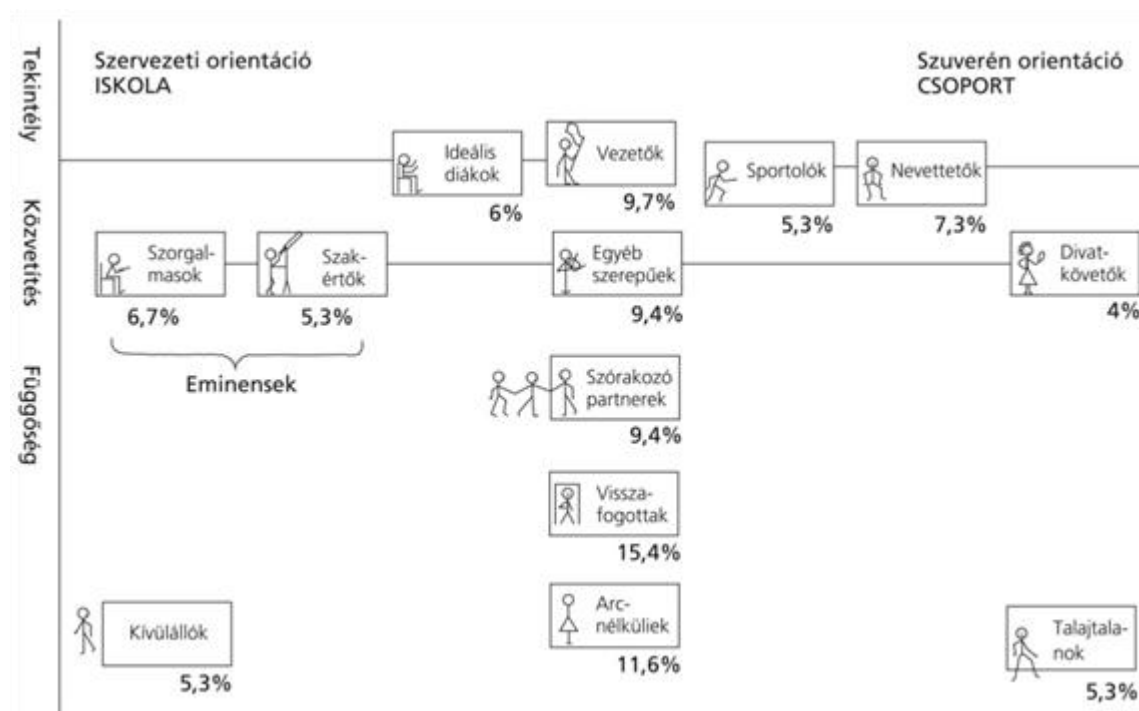 Tekintély
Közvetítés
Függőség
Szervezeti orientáció
ISKOLA
Szuverén orientáció
CSOPORT
Ideális
diákok
6%
Vezetők
9,7%
Sportolók
5,3%
Nevettetők
7,3%
Szorgal-
masok
6,7%
Szak-
értők
5,3%
Egyéb
szerepűek
9,4%
Divat-
követők
4%
Eminensek
Szórakozó
partnerek
9,4%
Vissza-
fogottak
15,4%
Kívülállók
5,3%
Arc-
nélküliek
11,6%
Talajtala-
nok
5,3%